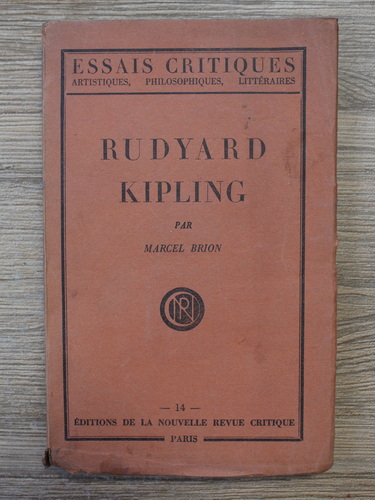 ESSAIS CRITIQUES
ARTISTIQUES, PHILOSOPHIQUES, LITTÉRAIRES
RUDYARD
KIPLING
PAR
MARCEL BRION
NRC
— 14 —
ÉDITIONS DE LA NOUVELLE REVUE CRITIQUE
PARIS